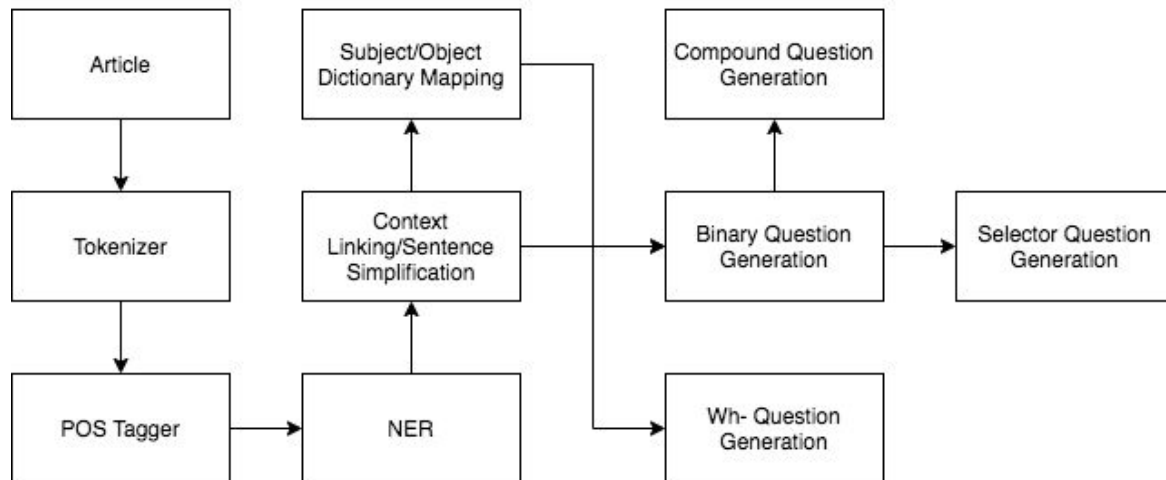 Article
Subject/Object
Dictionary Mapping
Compound Question
Generation
Tokenizer
Context
Linking/Sentence
Simplification
Binary Question
Generation
Selector Question
Generation
POS Tagger
NER
Wh- Question
Generation